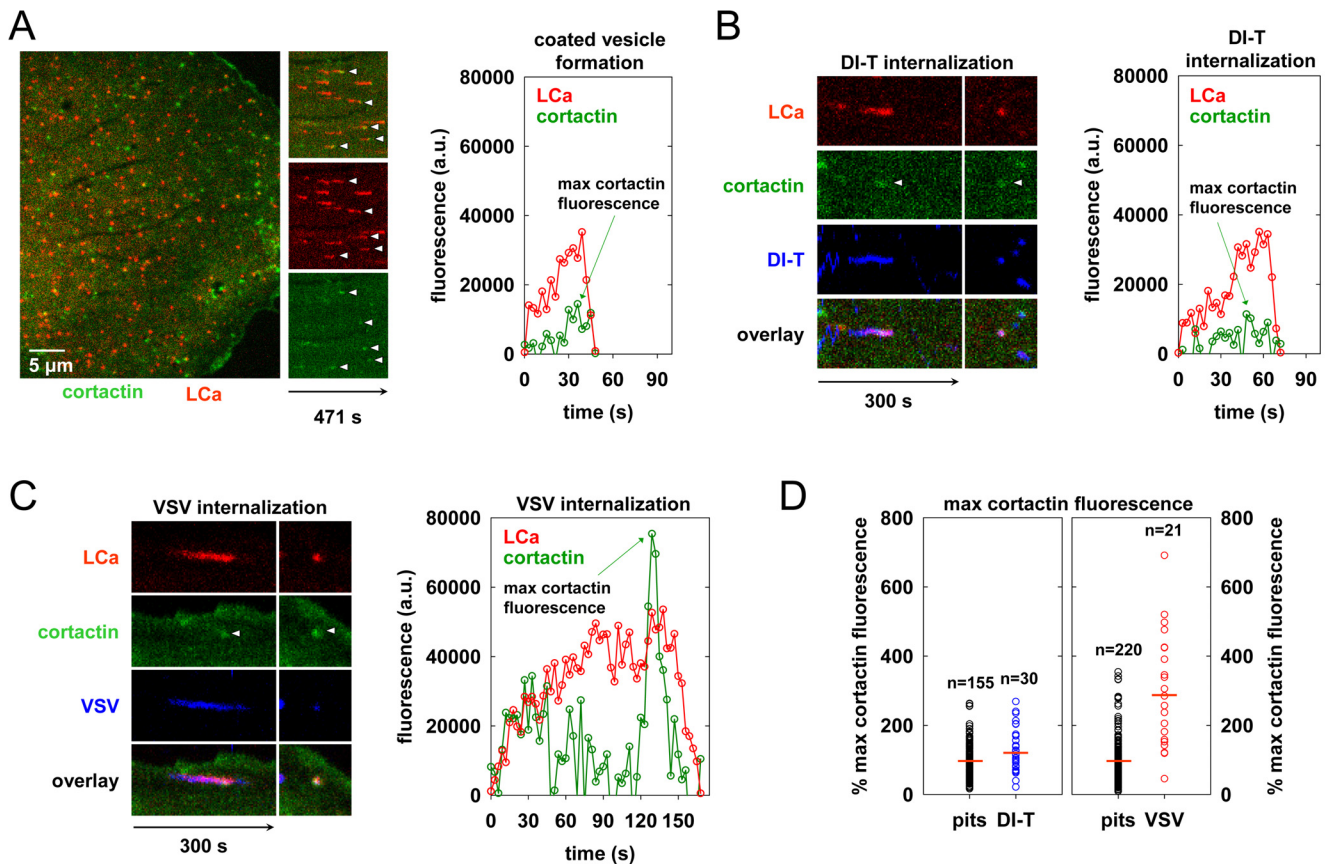 A
coated vesicle
formation
80000
60000
40000
20000
0
fluorescence (a.u.)
LCa
cortactin
max cortactin
fluorescence
0 30 60 90
time (s)
5 µm
cortactin LCa
471 s
B
DI-T internalization
LCa
cortactin
DI-T
overlay
300 s
DI-T
internalization
80000
60000
40000
20000
0
fluorescence (a.u.)
LCa
cortactin
max cortactin
fluorescence
0 30 60 90
time (s)
C
VSV internalization
LCa
cortactin
VSV
overlay
300 s
VSV internalization
80000
60000
40000
20000
0
fluorescence (a.u.)
LCa
cortactin
max cortactin
fluorescence
0 30 60 90 120 150
time (s)
D
max cortactin fluorescence
% max cortactin fluorescence
800
600
400
200
0
n=155 n=30
pits DI-T
n=21
n=220
pits VSV
800
600
400
200
0
% max cortactin fluorescence